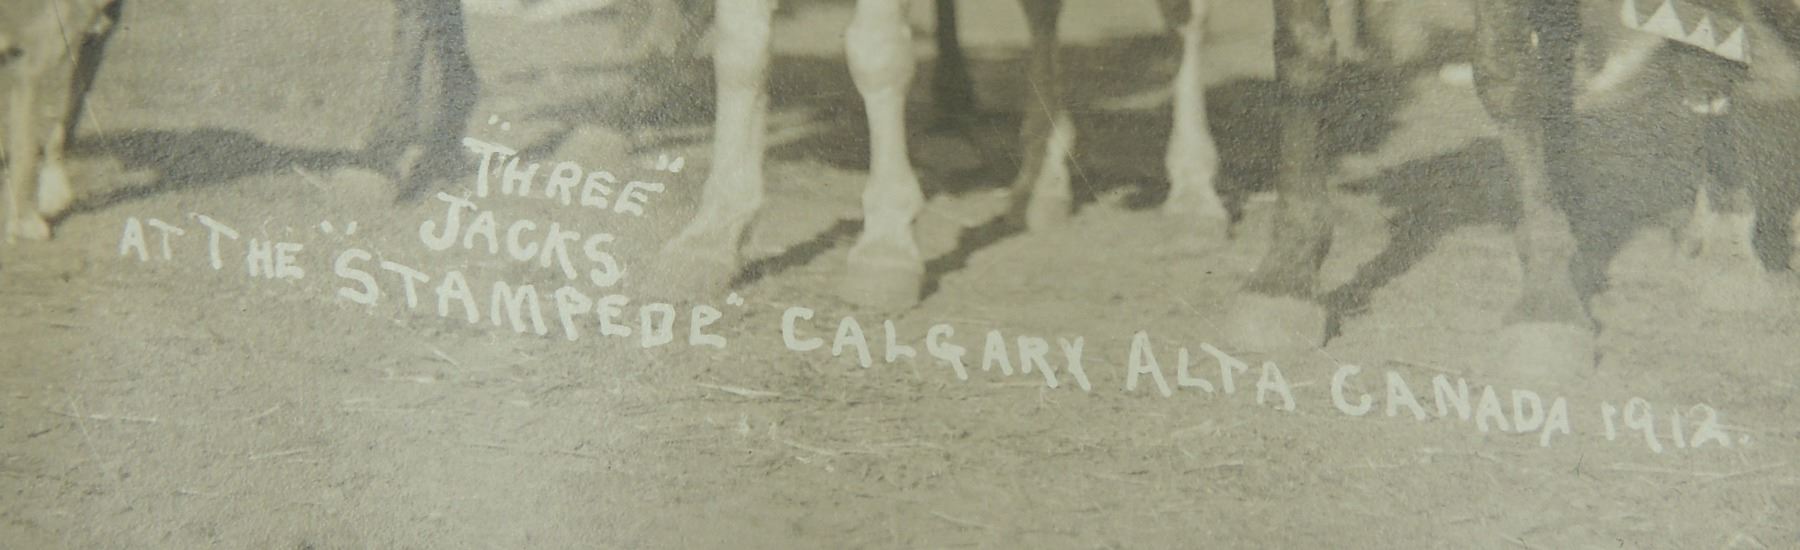 "THREE"
JACKS
AT THE "STAMPEDE" CALGARY ALTA CANADA 1912.